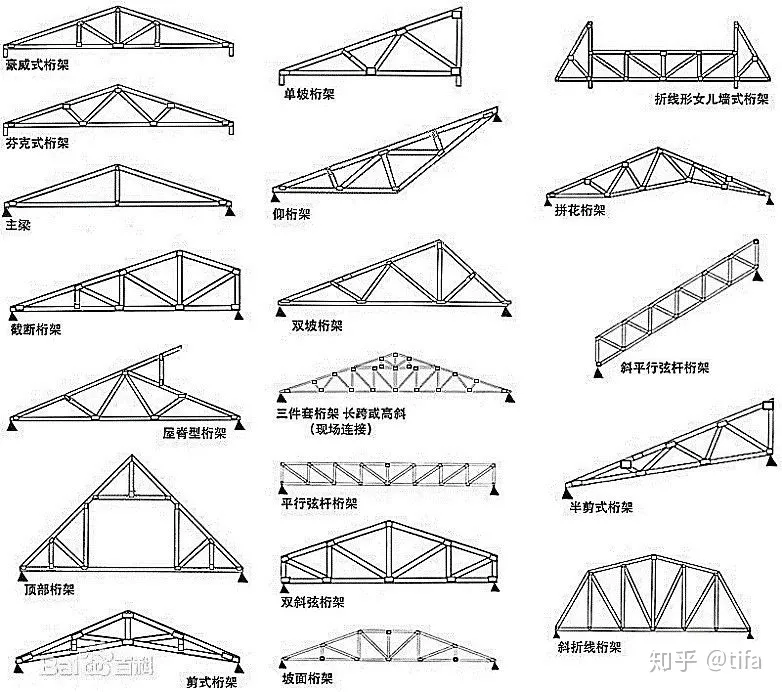 豪威式桁架
芬克式桁架
主梁
截断桁架
屋脊型桁架
顶部桁架
剪式桁架
Bai 百科
单坡桁架
仰桁架
双坡桁架
三件套桁架 长跨或高斜
(现场连接)
平行弦杆桁架
双斜弦桁架
坡面桁架
折线形女儿墙式桁架
拼花桁架
斜平行弦杆桁架
半剪式桁架
斜折线桁架
知乎 @tifa